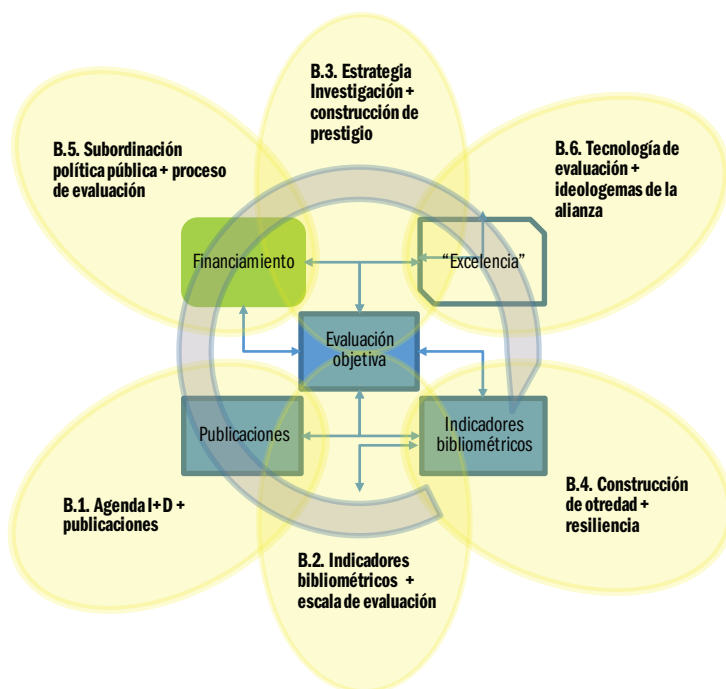 B.3. Estrategia
Investigación +
construcción de
prestigio
B.5. Subordinación
política pública + proceso
de evaluación
B.6. Tecnología de
evaluación +
ideologemas de la
alianza
Financiamiento
“Excelencia”
Evaluación
objetiva
Publicaciones
Indicadores
bibliométricos
B.1. Agenda I+D +
publicaciones
B.4. Construcción
de otredad +
resiliencia
B.2. Indicadores
bibliométricos +
escala de evaluación